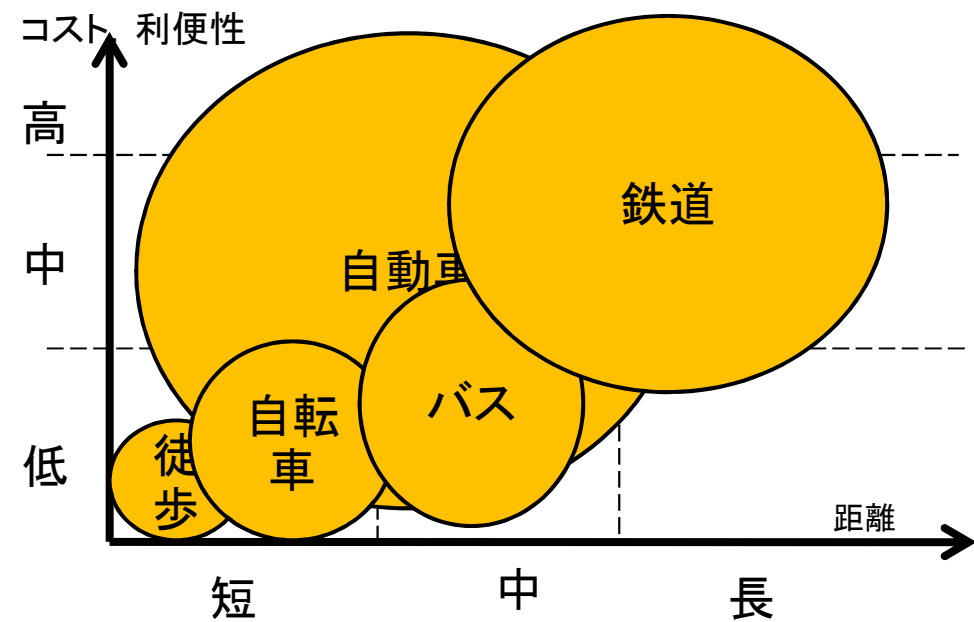 コスト、利便性
高
鉄道
中
自動車
自転
車
バス
低
徒
歩
距離
短
中
長